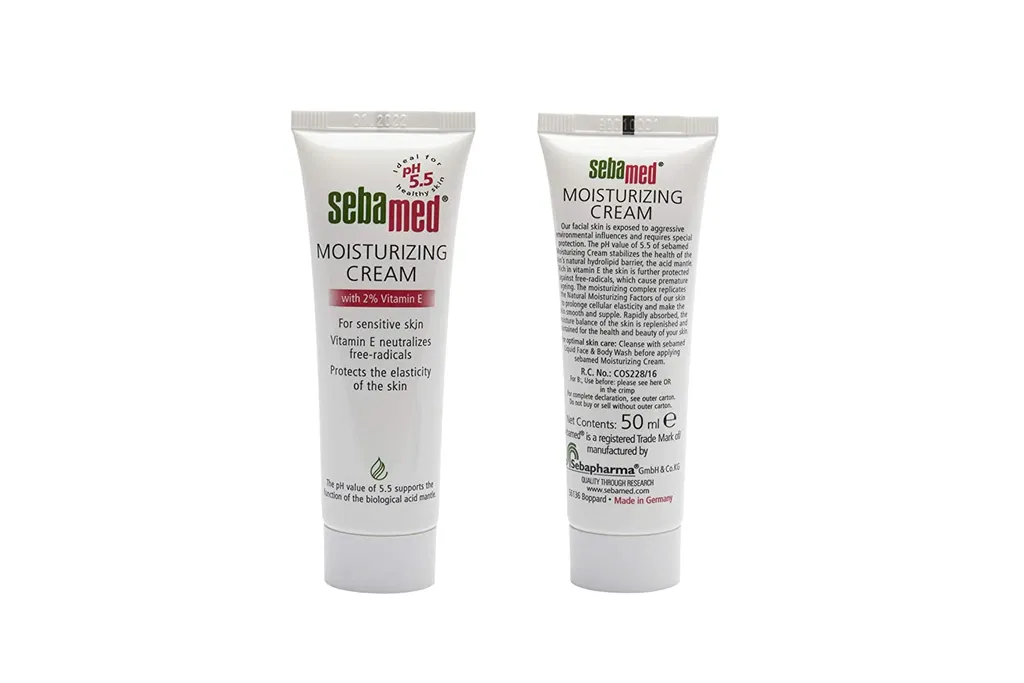 01.2022
ideal for
pH
5.5
healthy skin
sebamed®
MOISTURIZING
CREAM
with 2% Vitamin E
For sensitive skin
Vitamin E neutralizes
free-radicals
Protects the elasticity
of the skin
The pH value of 5.5 supports the
function of the biological acid mantle.
sebamed®
MOISTURIZING
CREAM
Our facial skin is exposed to aggressive
environmental influences and requires special
protection. The pH value of 5.5 of sebamed
Moisturizing Cream stabilizes the health of the
skin's natural hydrolipid barrier, the acid mantle.
Rich in vitamin E the skin is further protected
against free-radicals, which cause premature
ageing. The moisturizing complex replicates
the Natural Moisturizing Factors of our skin
to prolonge cellular elasticity and make the
skin smooth and supple. Rapidly absorbed, the
moisture balance of the skin is replenished and
sustained for the health and beauty of your skin.
For optimal skin care: Cleanse with sebamed
Liquid Face & Body Wash before applying
sebamed Moisturizing Cream.
R.C. No.: COS228/16
For B:, Use before: please see here OR
in the crimp
For complete declaration, see outer carton.
Do not buy or sell without outer carton.
Net Contents: 50 ml e
sebamed® is a registered Trade Mark of/
manufactured by
Sebapharma® GmbH & Co. KG
QUALITY THROUGH RESEARCH
www.sebamed.com
56136 Boppard • Made in Germany